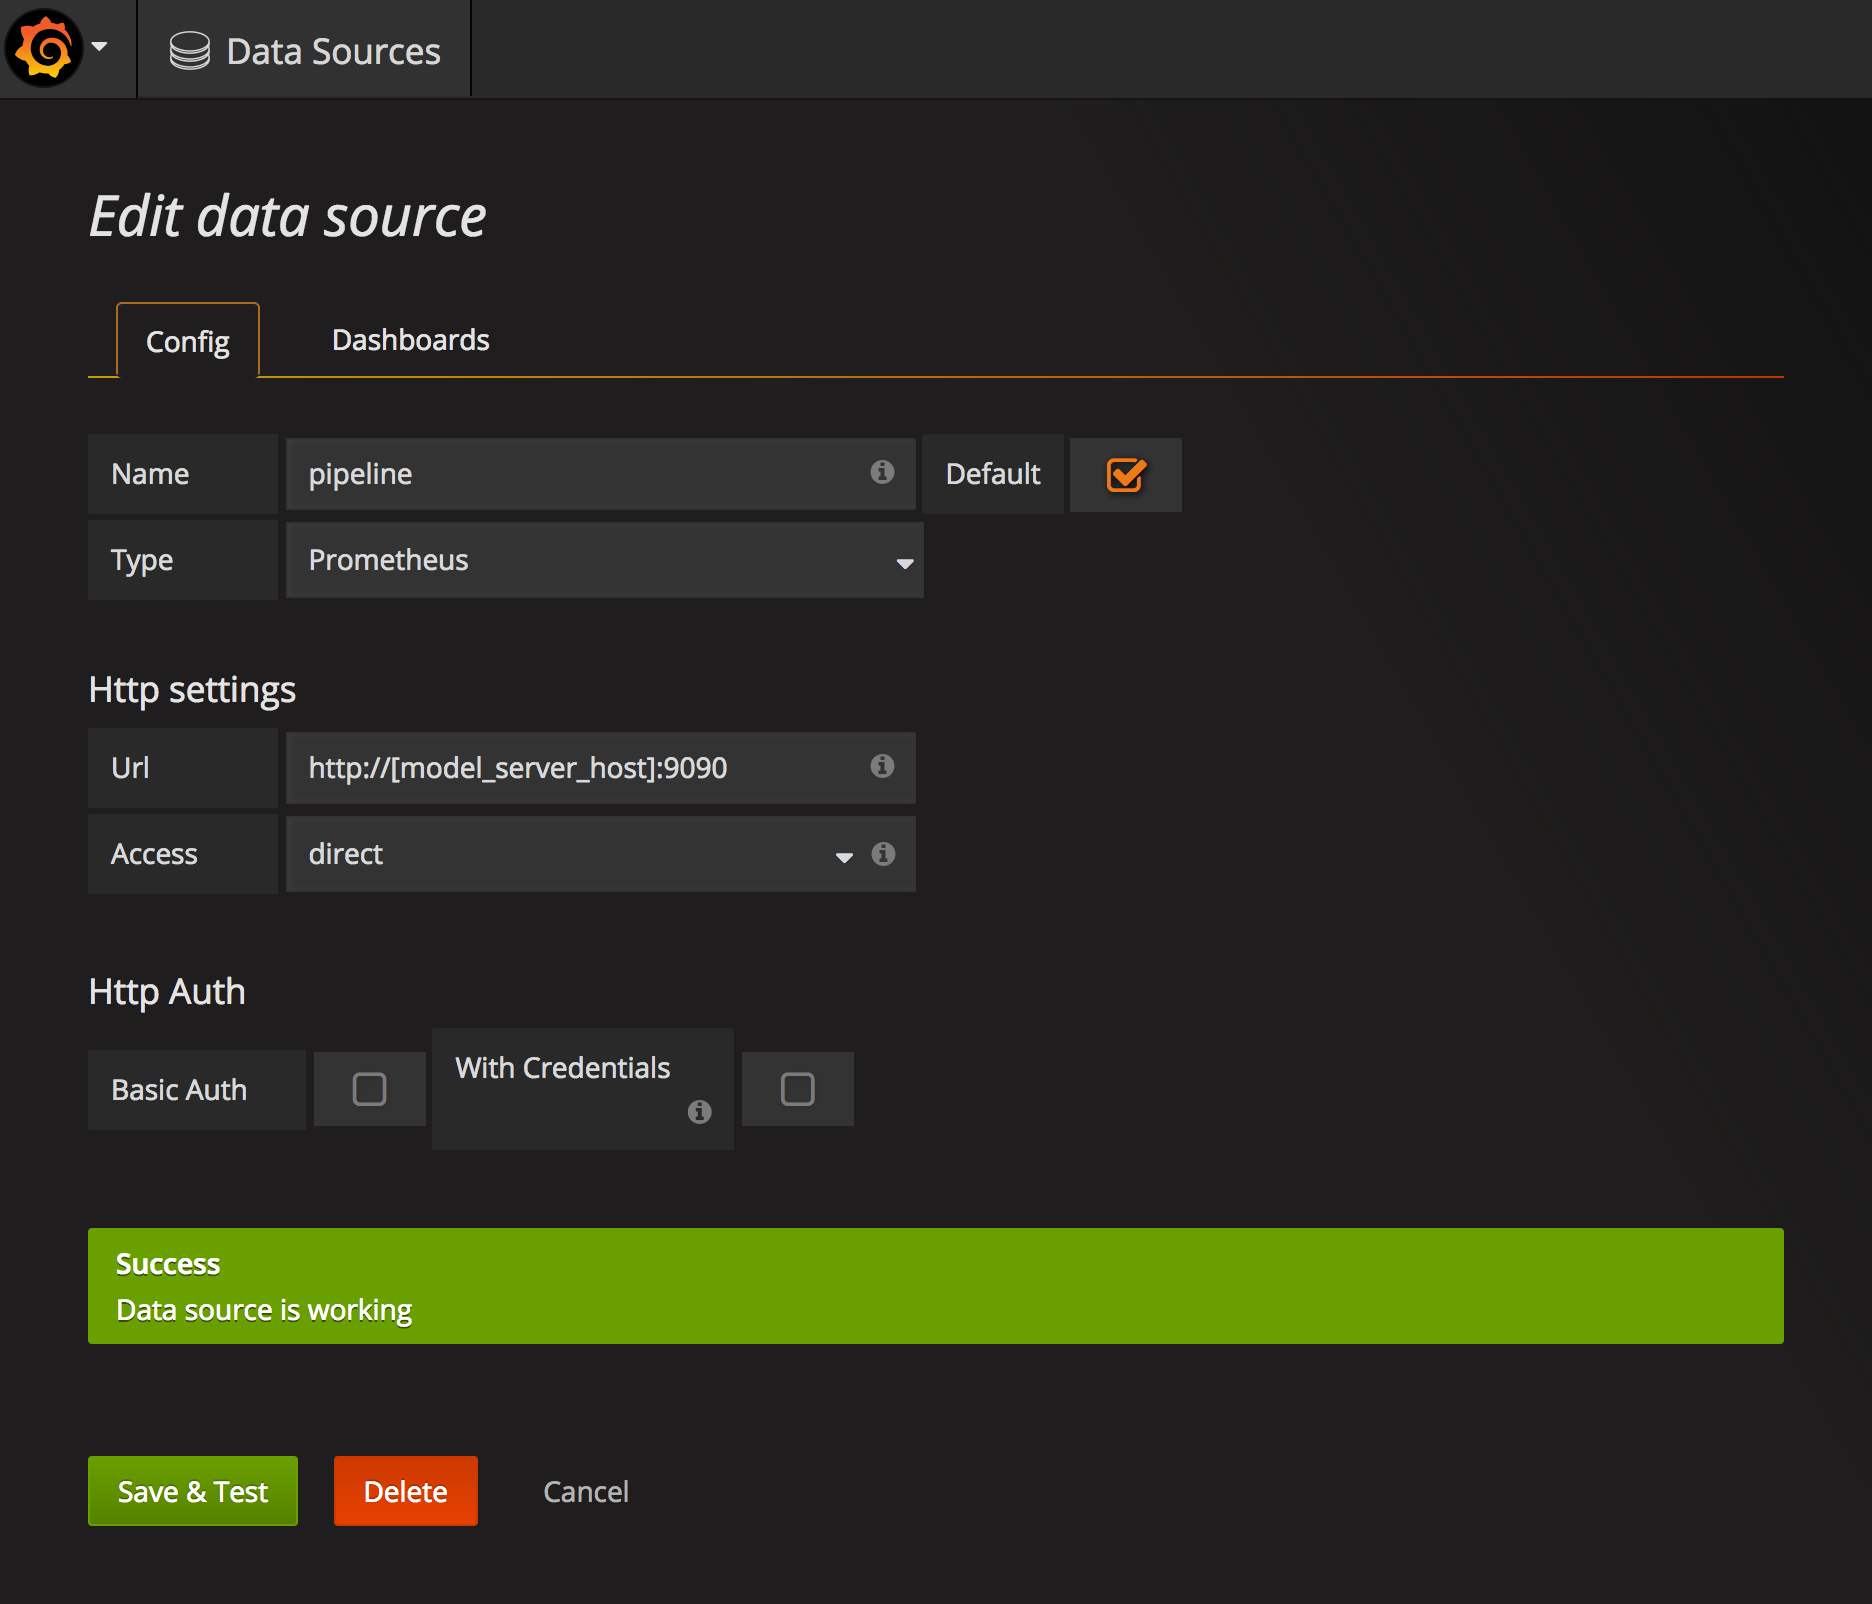 Data Sources
Edit data source
Config Dashboards
Name pipeline Default
Type Prometheus
Http settings
Url http://[model_server_host]:9090
Access direct
Http Auth
Basic Auth With Credentials
Success
Data source is working
Save & Test Delete Cancel